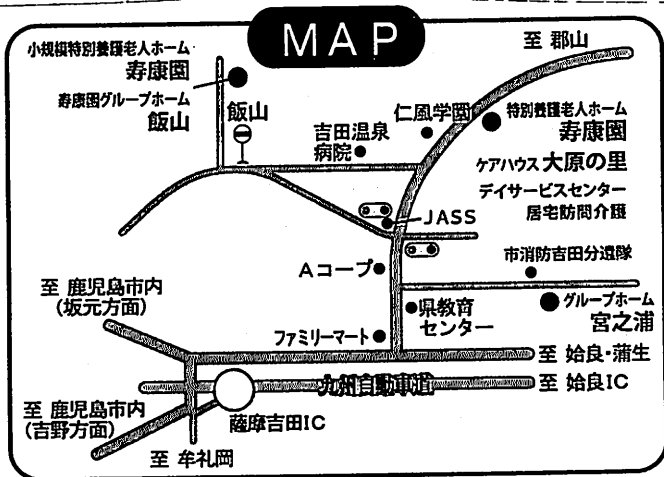 MAP
小規模特別養護老人ホーム
寿康園
寿康園グループホーム
飯山
飯山
至 郡山
仁風学園
吉田温泉
病院
特別養護老人ホーム
寿康園
ケアハウス 大原の里
デイサービスセンター
居宅訪問介護
JASS
Aコープ
市消防吉田分遣隊
至 鹿児島市内
(坂元方面)
県教育
センター
グループホーム
宮之浦
ファミリーマート
至 姶良・蒲生
九州自動車道
至 姶良IC
至 鹿児島市内
(吉野方面)
薩摩吉田IC
至 牟礼岡